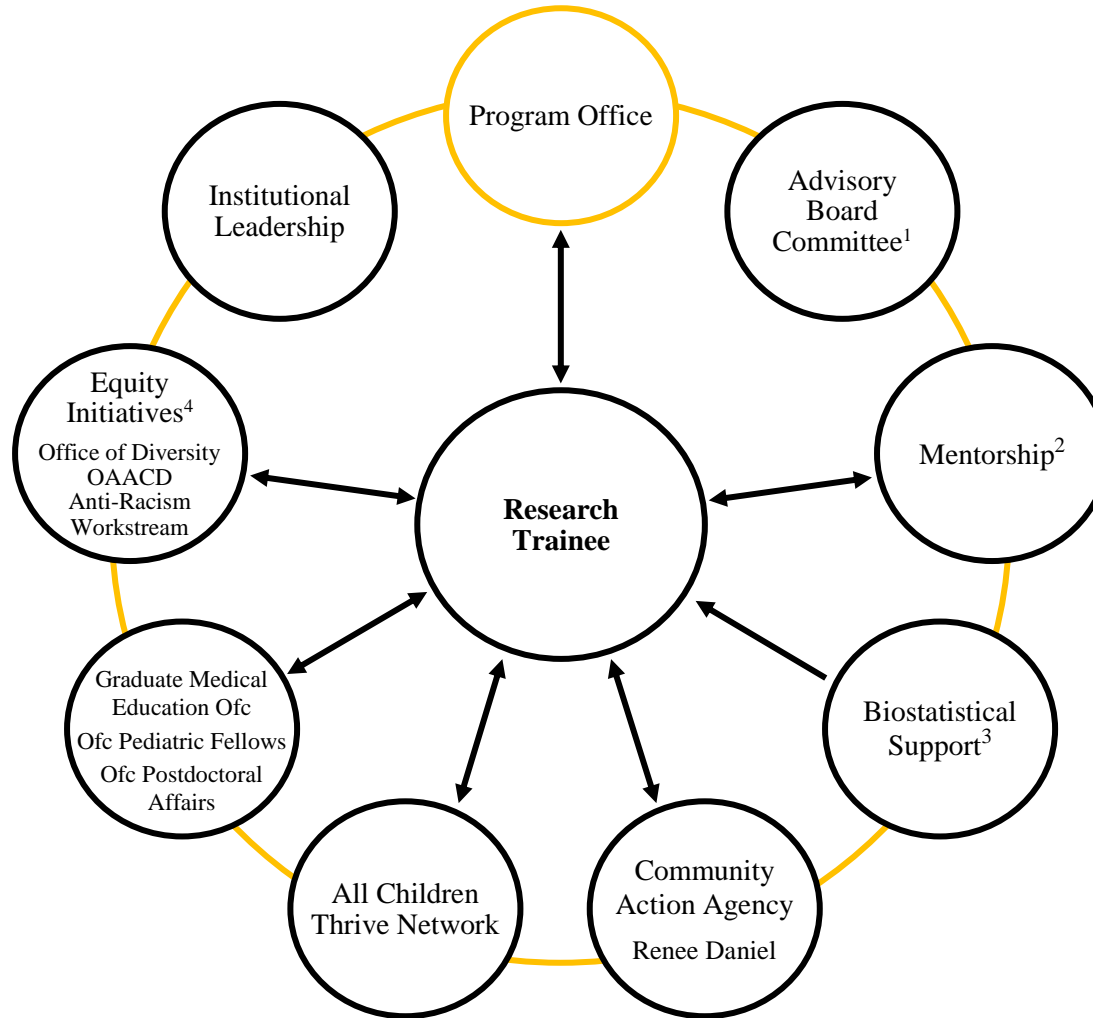 Program Office
Institutional
Leadership
Advisory
Board
Committee¹
Equity
Initiatives⁴
Office of Diversity
OAACD
Anti-Racism
Workstream
Mentorship²
Research
Trainee
Graduate Medical
Education Ofc
Ofc Pediatric Fellows
Ofc Postdoctoral
Affairs
Biostatistical
Support³
All Children
Thrive Network
Community
Action Agency
Renee Daniel